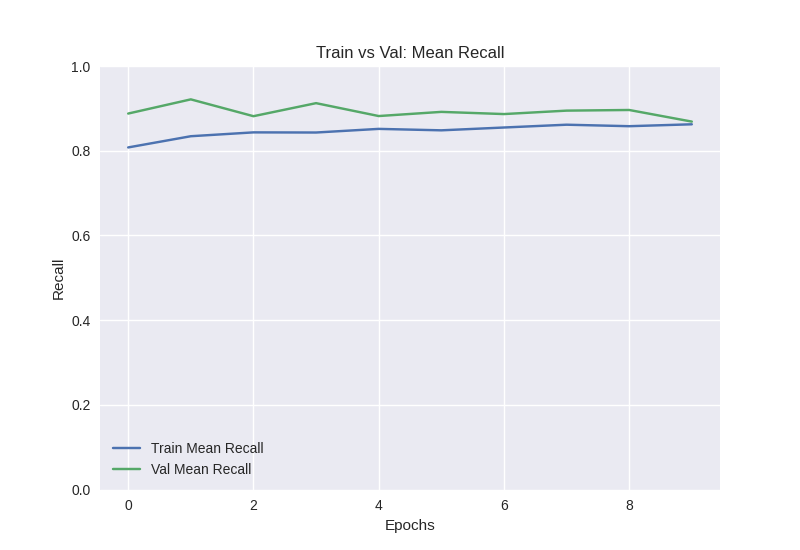 Train vs Val: Mean Recall
1.0
0.8
0.6
0.4
0.2
0.0
Recall
Train Mean Recall
Val Mean Recall
0 2 4 6 8
Epochs